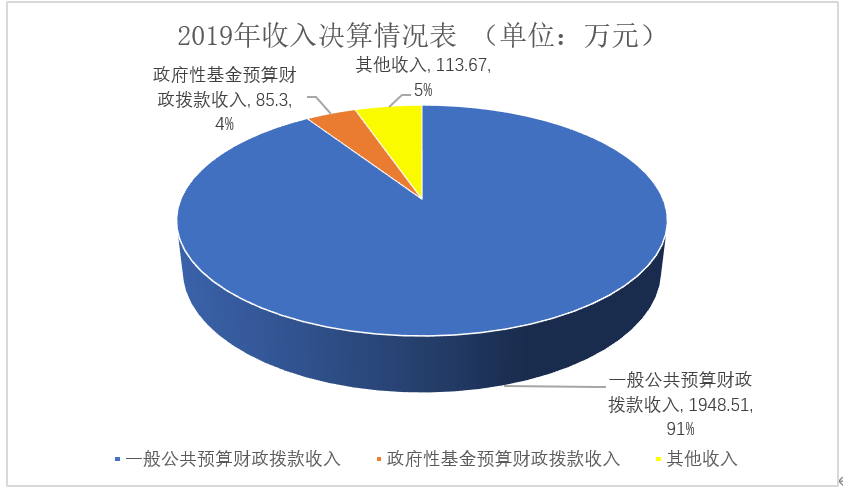 2019年收入决算情况表 （单位：万元）
其他收入, 113.67,
5%
政府性基金预算财
政拨款收入, 85.3,
4%
一般公共预算财政
拨款收入, 1948.51,
91%
一般公共预算财政拨款收入 政府性基金预算财政拨款收入 其他收入